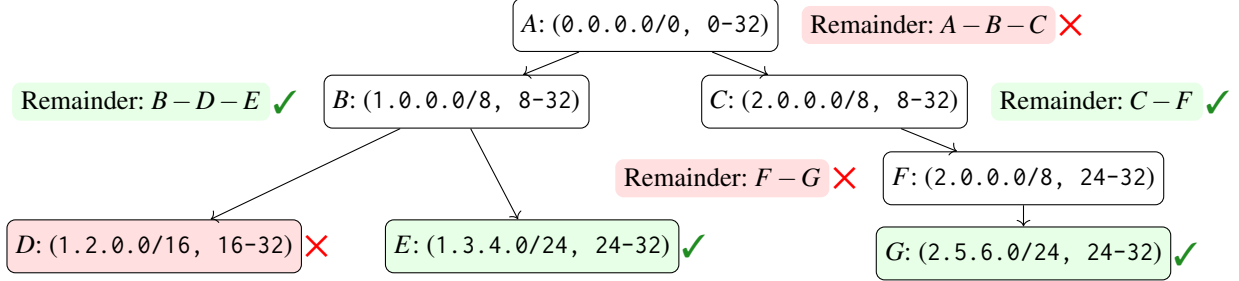 A: (0.0.0.0/0, 0-32)
Remainder: A − B − C ✕
Remainder: B − D − E ✓
B: (1.0.0.0/8, 8-32)
C: (2.0.0.0/8, 8-32)
Remainder: C − F ✓
Remainder: F − G ✕
F: (2.0.0.0/8, 24-32)
D: (1.2.0.0/16, 16-32) ✕
E: (1.3.4.0/24, 24-32) ✓
G: (2.5.6.0/24, 24-32) ✓